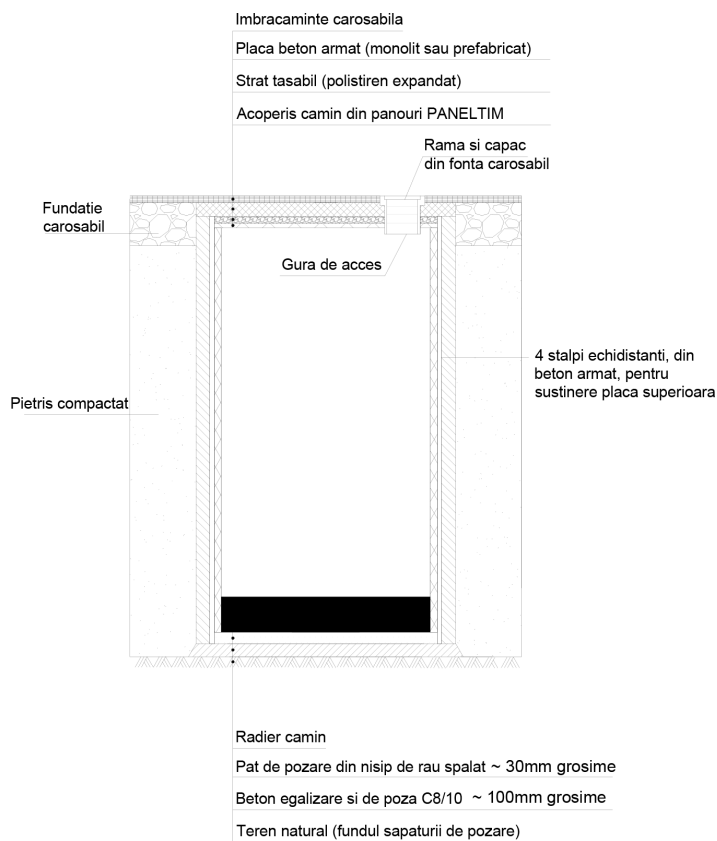 Imbracaminte carosabila
Placa beton armat (monolit sau prefabricat)
Strat tasabil (polistiren expandat)
Acoperis camin din panouri PANELTIM
Rama si capac
din fonta carosabil
Fundatie
carosabil
Gura de acces
4 stalpi echidistanti, din
beton armat, pentru
sustinere placa superioara
Pietris compactat
Radier camin
Pat de pozare din nisip de rau spalat ~ 30mm grosime
Beton egalizare si de poza C8/10 ~ 100mm grosime
Teren natural (fundul sapaturii de pozare)